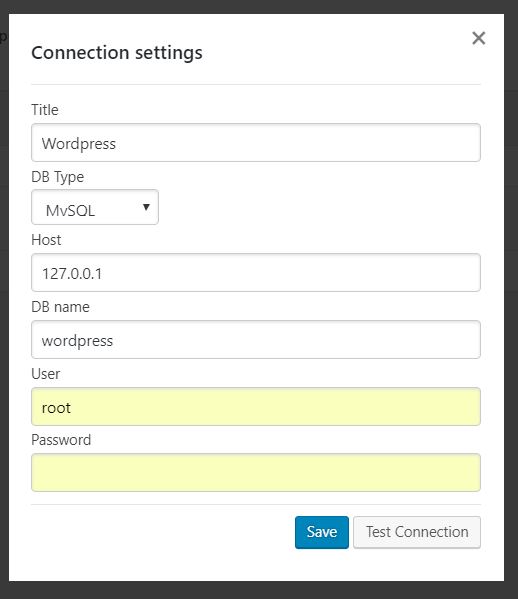 Connection settings
Title
Wordpress
DB Type
MySQL
Host
127.0.0.1
DB name
wordpress
User
root
Password
Save
Test Connection